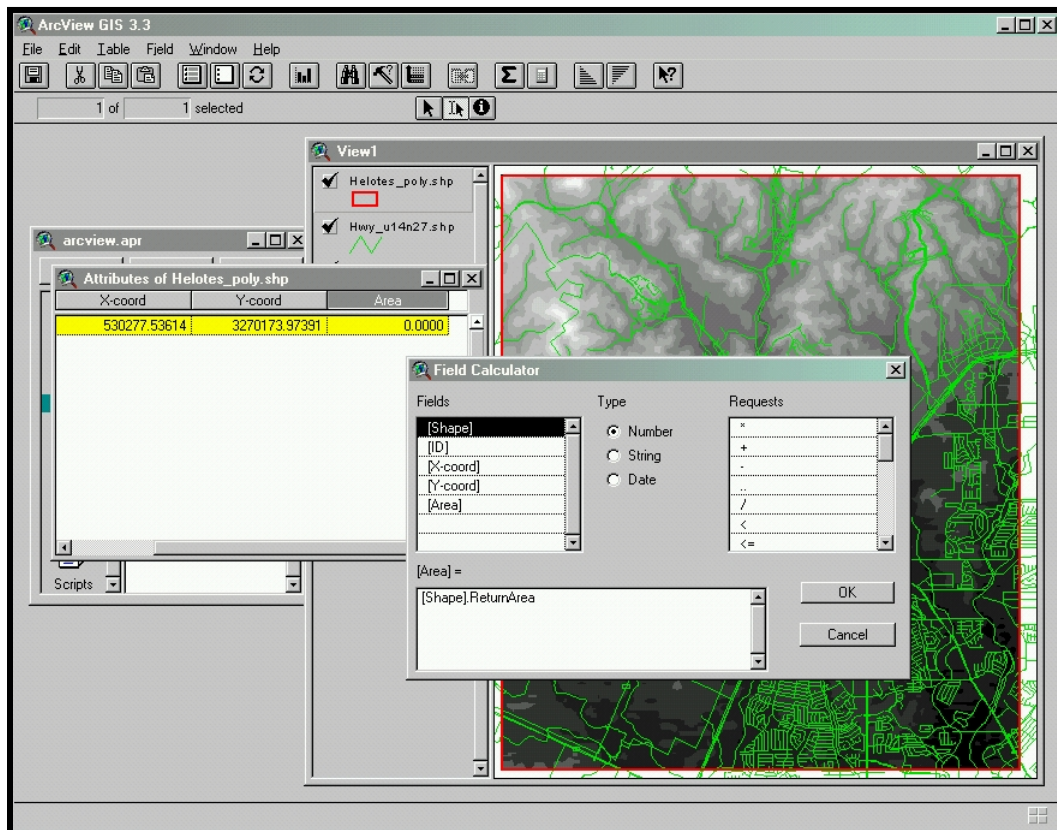 ArcView GIS 3.3
File Edit Table Field Window Help
1 of 1 selected
View1
Helotes_poly.shp
Hwy_u14n27.shp
arcview.apr
Attributes of Helotes_poly.shp
X-coord Y-coord Area
530277.53614 3270173.97391 0.0000
Scripts
Field Calculator
Fields Type Requests
[Shape]
[ID]
[X-coord]
[Y-coord]
[Area]
Number
String
Date
*
+
-
..
/
<
<=
[Area] =
[Shape].ReturnArea
OK
Cancel